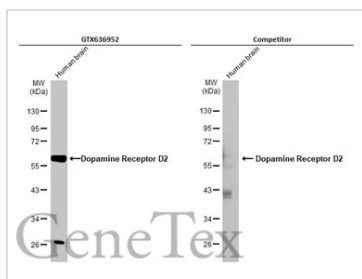 GTX636952
Human brain
MW
(kDa)
130
95
72
55
43
34
26
Dopamine Receptor D2
Competitor
Human brain
MW
(kDa)
130
95
72
55
43
34
26
Dopamine Receptor D2
GeneTex